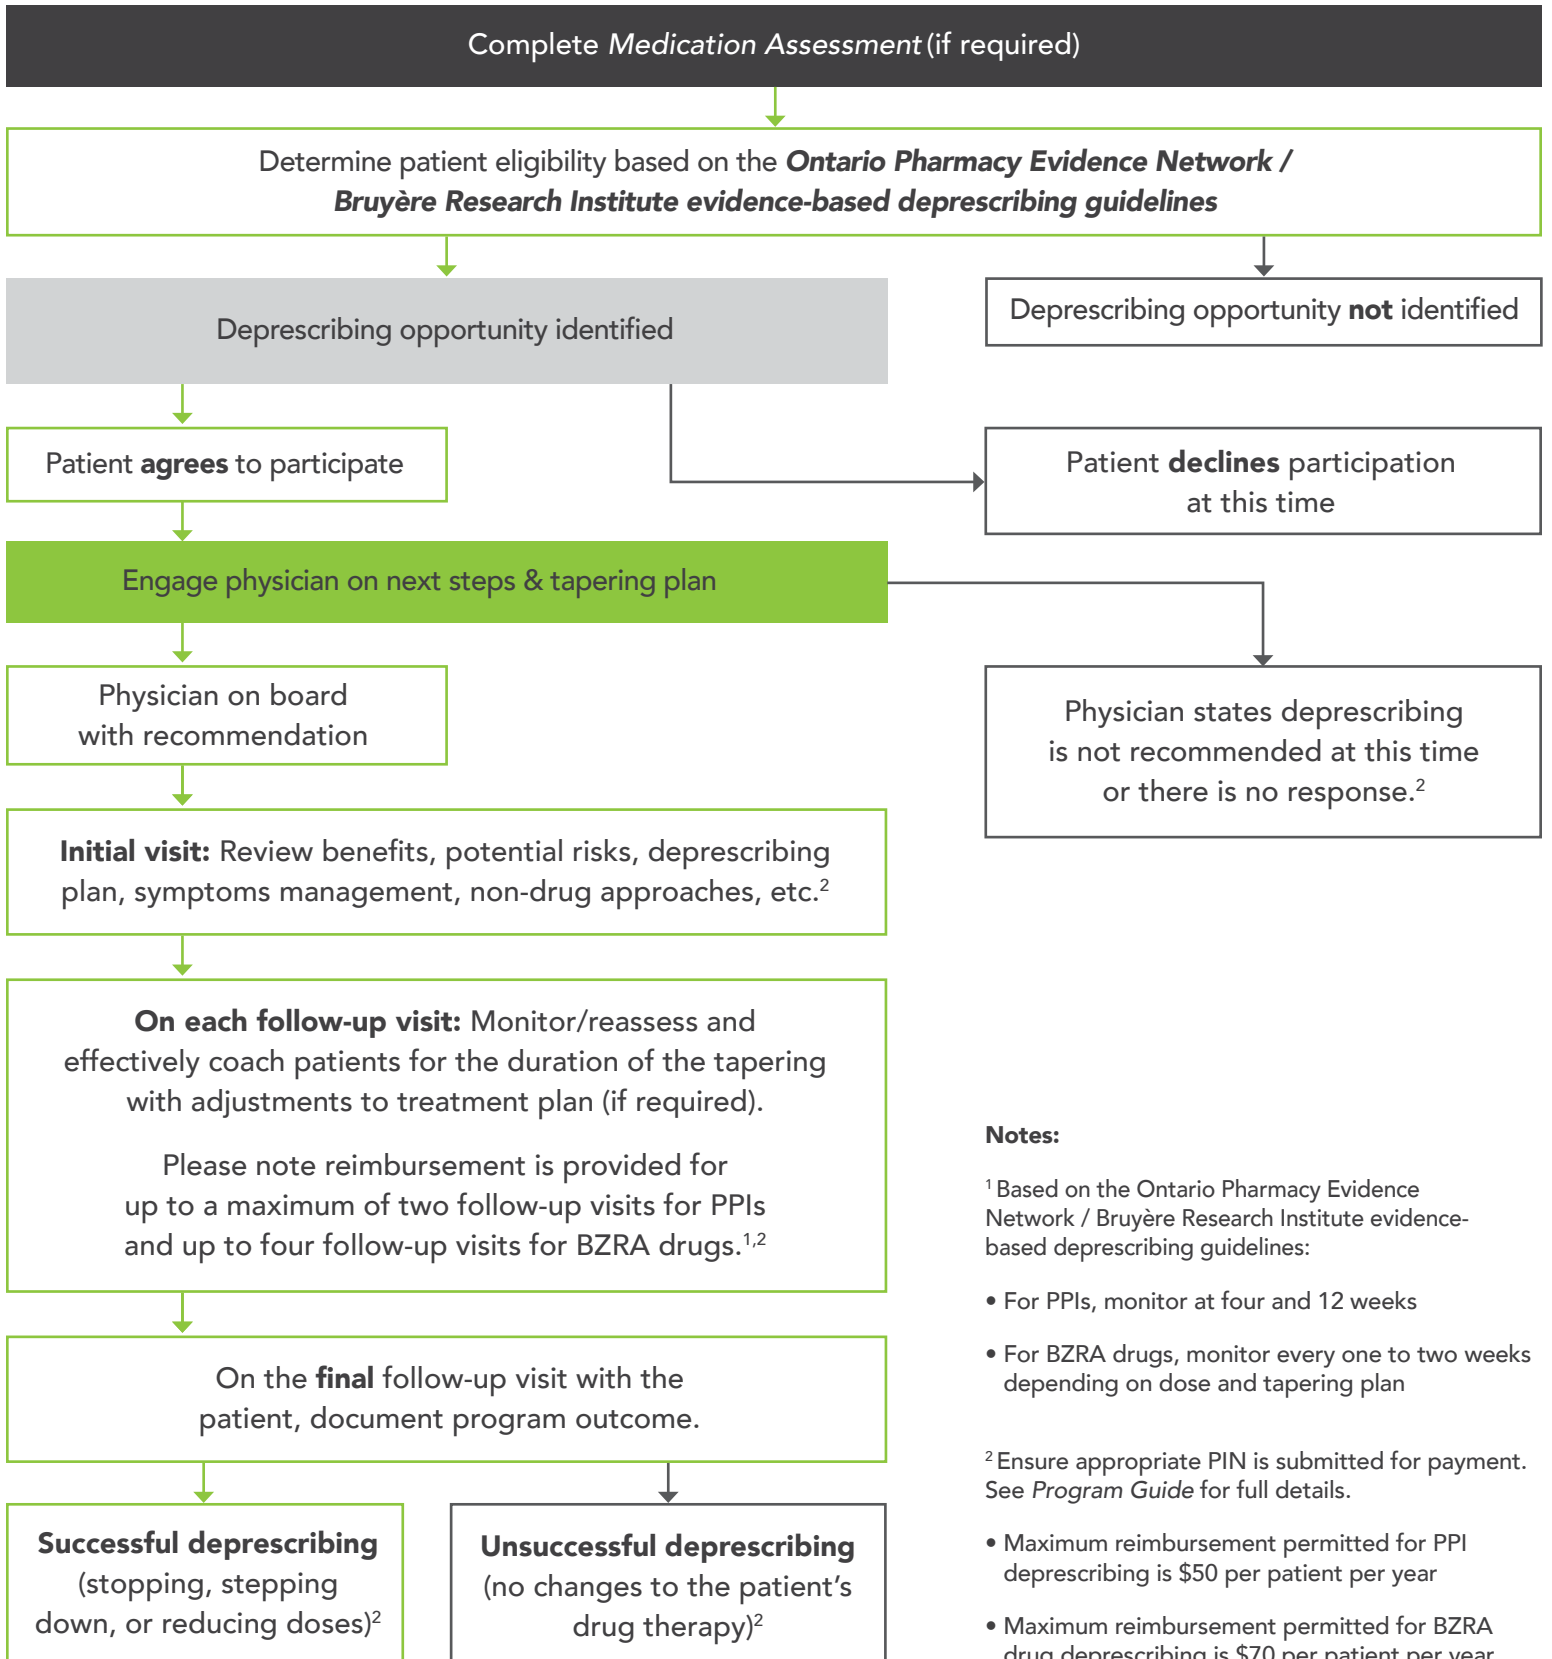 Complete Medication Assessment (if required)
Determine patient eligibility based on the Ontario Pharmacy Evidence Network /
Bruyère Research Institute evidence-based deprescribing guidelines
Deprescribing opportunity identified
Deprescribing opportunity not identified
Patient agrees to participate
Patient declines participation
at this time
Engage physician on next steps & tapering plan
Physician on board
with recommendation
Physician states deprescribing
is not recommended at this time
or there is no response.²
Initial visit: Review benefits, potential risks, deprescribing
plan, symptoms management, non-drug approaches, etc.²
On each follow-up visit: Monitor/reassess and
effectively coach patients for the duration of the tapering
with adjustments to treatment plan (if required).
Please note reimbursement is provided for
up to a maximum of two follow-up visits for PPIs
and up to four follow-up visits for BZRA drugs.¹,²
On the final follow-up visit with the
patient, document program outcome.
Successful deprescribing
(stopping, stepping
down, or reducing doses)²
Unsuccessful deprescribing
(no changes to the patient’s
drug therapy)²
Notes:
¹ Based on the Ontario Pharmacy Evidence
Network / Bruyère Research Institute evidence-
based deprescribing guidelines:
• For PPIs, monitor at four and 12 weeks
• For BZRA drugs, monitor every one to two weeks
depending on dose and tapering plan
² Ensure appropriate PIN is submitted for payment.
See Program Guide for full details.
• Maximum reimbursement permitted for PPI
deprescribing is $50 per patient per year
• Maximum reimbursement permitted for BZRA
drug deprescribing is $70 per patient per year